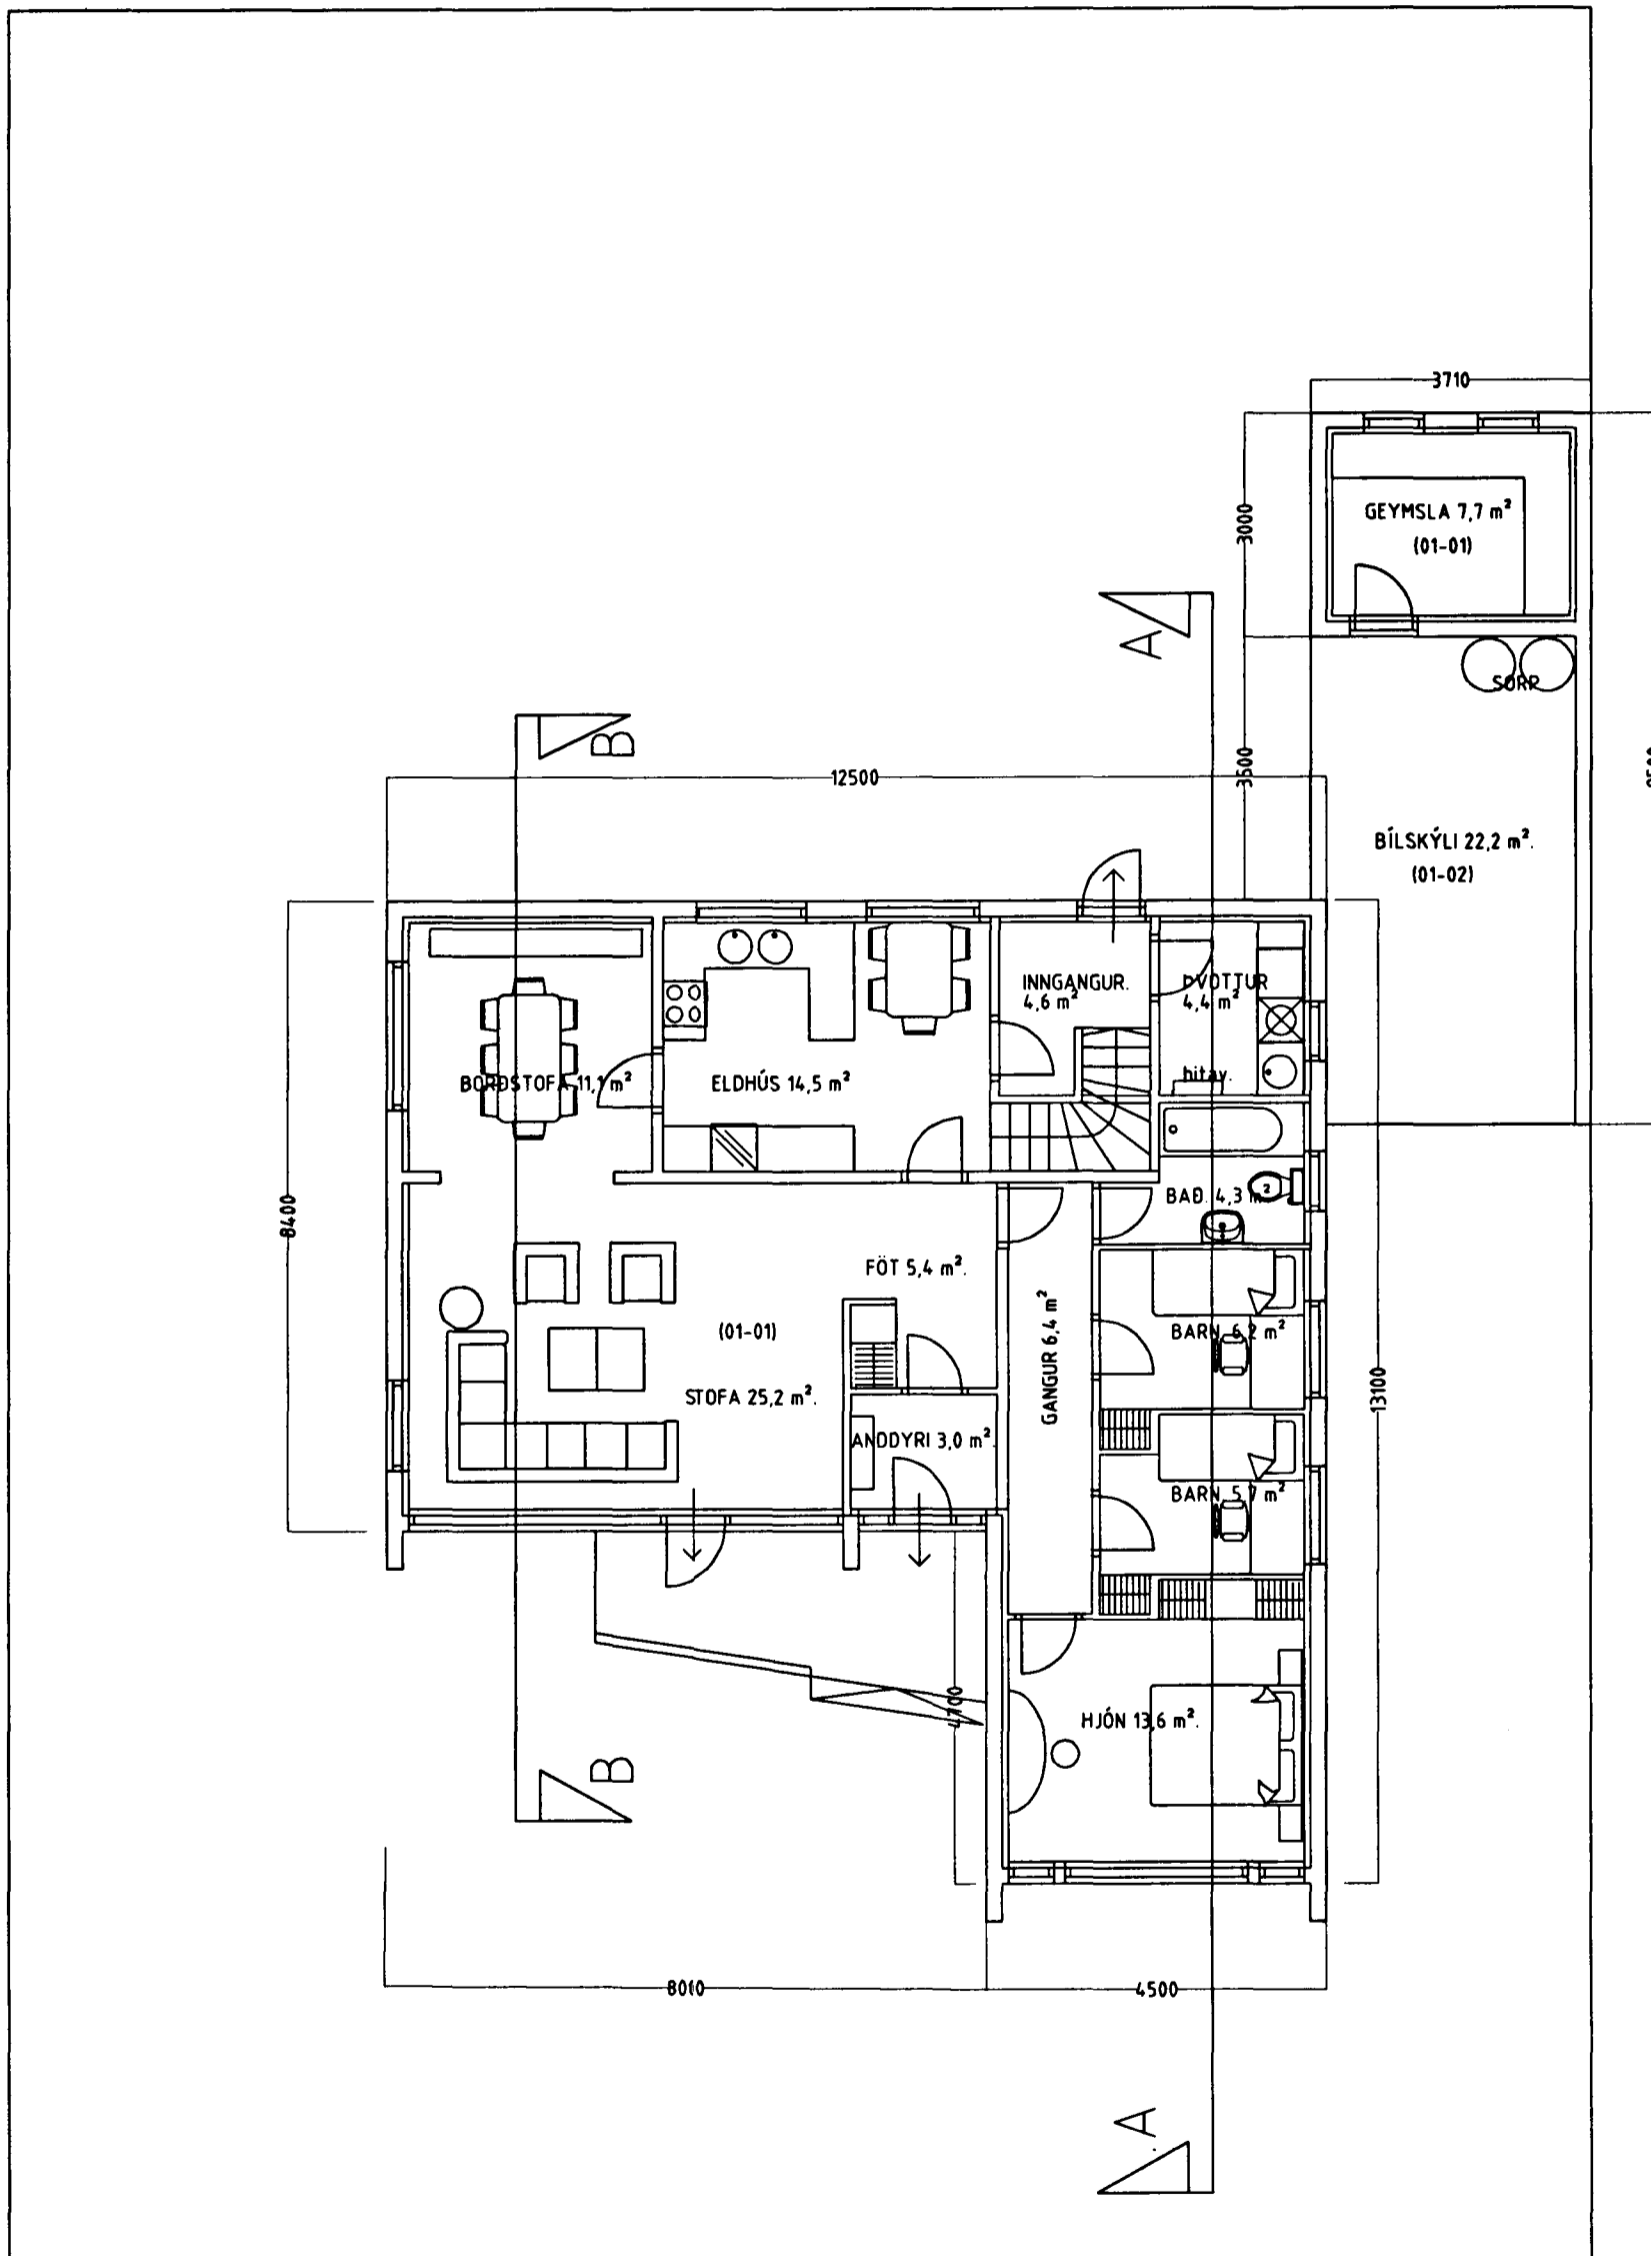 3710
GEYMSLA 7,7 m²
(01-01)
3000
A
SORP
B
12500
3600
BÍLSKÝLI 22,2 m².
(01-02)
INNGANGUR.
4,6 m²
ÞVOTTUR
4,4 m²
hitav.
BORÐSTOFA 11,1 m²
ELDHÚS 14,5 m²
8400
BAÐ. 4,3 m²
FÖT 5,4 m².
(01-01)
BARN 6,2 m²
GANGUR 6,4 m²
STOFA 25,2 m².
13100
ANDDYRI 3,0 m².
BARN 5,7 m²
4700
HJÓN 13,6 m².
B
8010
4500
A